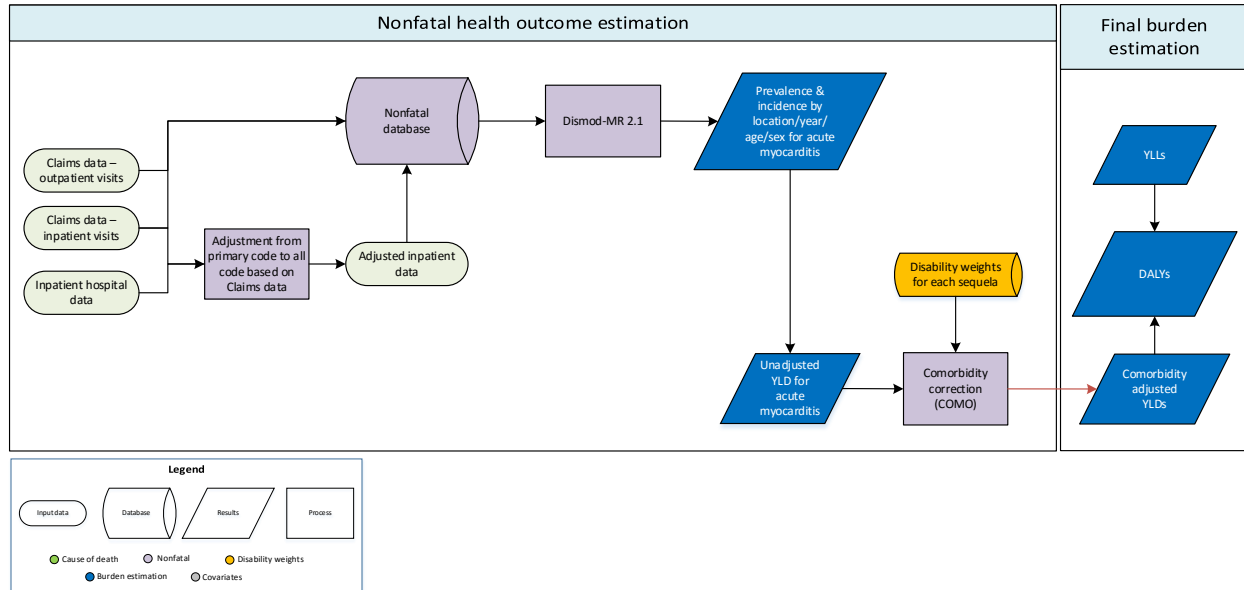 Nonfatal health outcome estimation
Final burden
estimation
Claims data –
outpatient visits
Claims data –
inpatient visits
Inpatient hospital
data
Adjustment from
primary code to all
code based on
Claims data
Adjusted inpatient
data
Nonfatal
database
Dismod-MR 2.1
Prevalence &
incidence by
location/year/
age/sex for acute
myocarditis
Unadjusted
YLD for
acute
myocarditis
Disability weights
for each sequela
Comorbidity
correction
(COMO)
YLLs
DALYs
Comorbidity
adjusted
YLDs
Legend
Input data
Database
Results
Process
Cause of death
Nonfatal
Disability weights
Burden estimation
Covariates